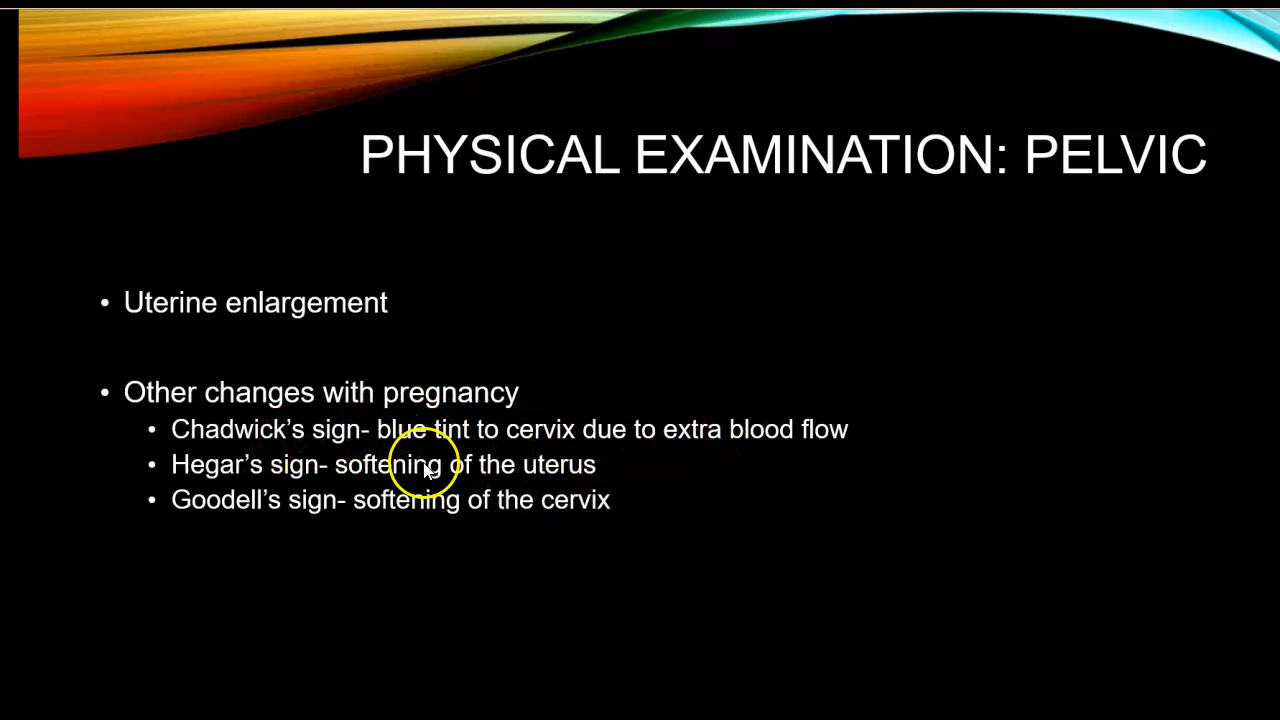 PHYSICAL EXAMINATION: PELVIC
• Uterine enlargement
• Other changes with pregnancy
• Chadwick’s sign- blue tint to cervix due to extra blood flow
• Hegar’s sign- softening of the uterus
• Goodell’s sign- softening of the cervix